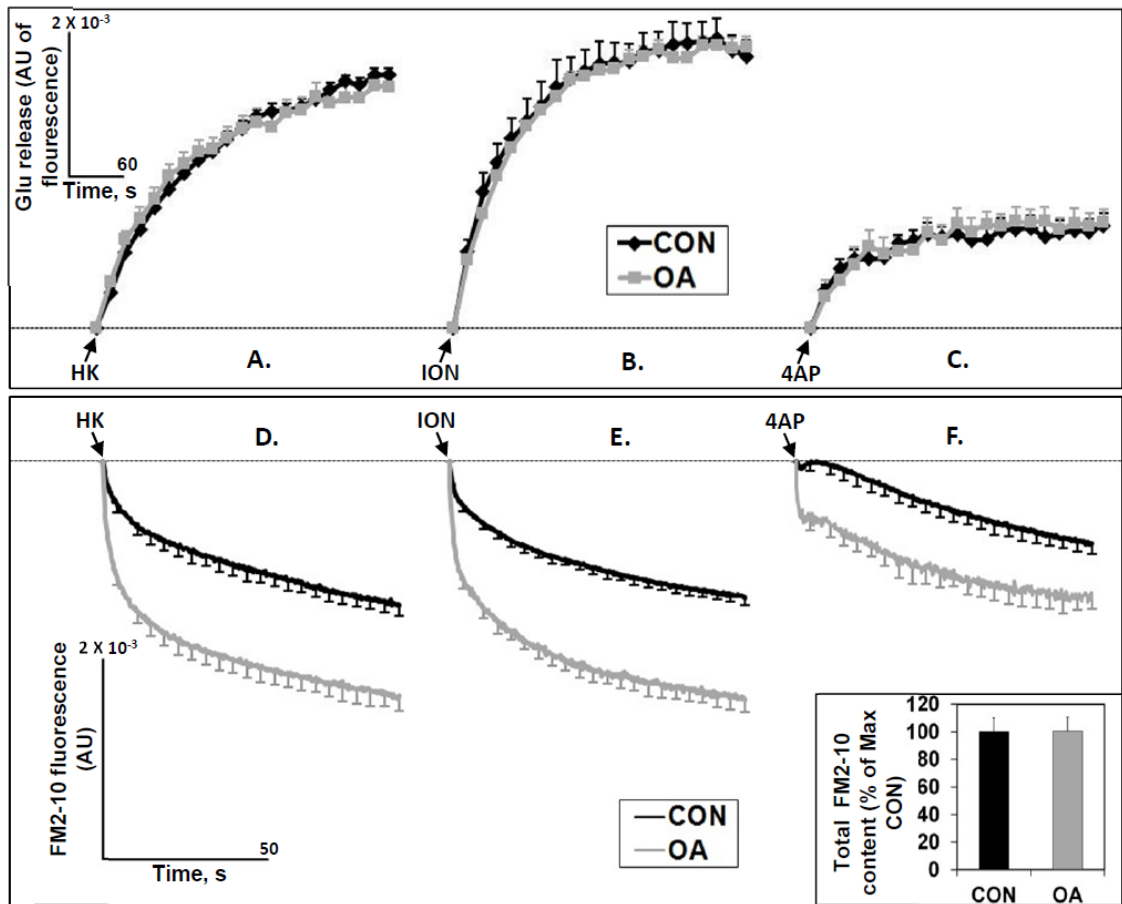 2 X 10-3
Glu release (AU of
flourescence)
60
Time, s
CON
OA
HK
A.
ION
B.
4AP
C.
HK
D.
ION
E.
4AP
F.
2 X 10-3
FM2-10 fluorescence
(AU)
50
Time, s
CON
OA
Total FM2-10
content (% of Max
CON)
120
100
80
60
40
20
0
CON
OA